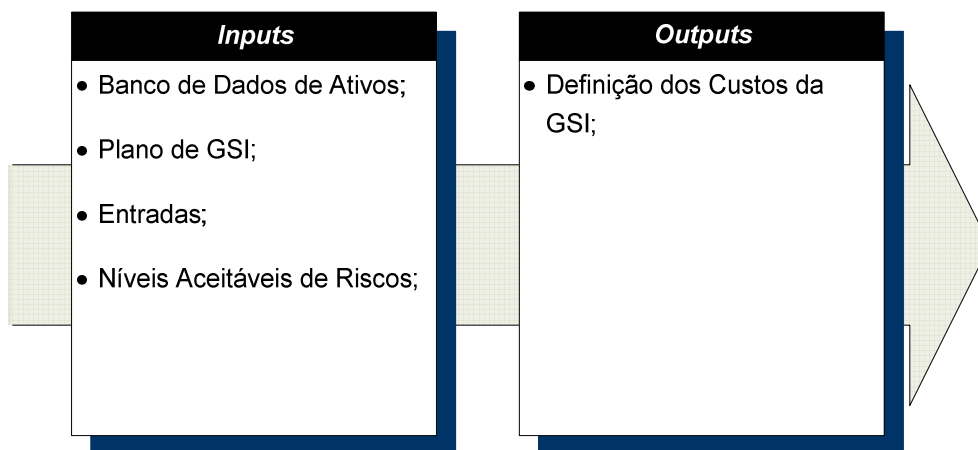 Inputs
• Banco de Dados de Ativos;
• Plano de GSI;
• Entradas;
• Níveis Aceitáveis de Riscos;
Outputs
• Definição dos Custos da
GSI;